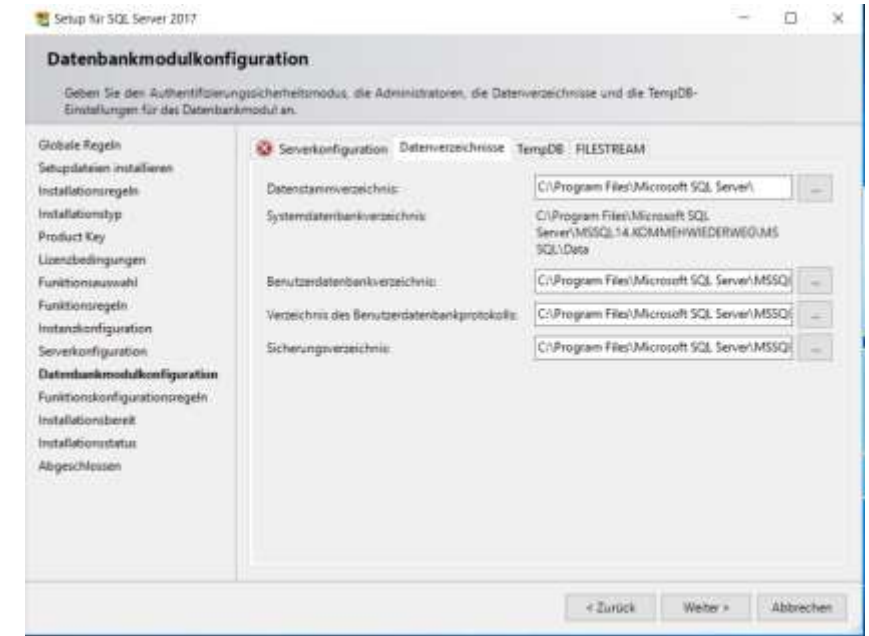 Setup für SQL Server 2017
Datenbankmodulkonfiguration
Geben Sie den Authentifizierungssicherheitsmodus, die Administratoren, die Datenverzeichnisse und die TempDB-
Einstellungen für das Datenbankmodul an.
Globale Regeln
Setupdateien installieren
Installationsregeln
Installationstyp
Product Key
Lizenzbedingungen
Funktionsauswahl
Funktionsregeln
Instanzkonfiguration
Serverkonfiguration
Datenbankmodulkonfiguration
Funktionskonfigurationsregeln
Installationsbereit
Installationsstatus
Abgeschlossen
Serverkonfiguration Datenverzeichnisse TempDB FILESTREAM
Datenstammverzeichnis: C:\Program Files\Microsoft SQL Server\ ...
Systemdatenbankverzeichnis: C:\Program Files\Microsoft SQL
Server\MSSQL14.KOMMEHWIEDERWEG\MS
SQL\Data
Benutzerdatenbankverzeichnis: C:\Program Files\Microsoft SQL Server\MSSQl ...
Verzeichnis des Benutzerdatenbankprotokolls: C:\Program Files\Microsoft SQL Server\MSSQl ...
Sicherungsverzeichnis: C:\Program Files\Microsoft SQL Server\MSSQl ...
< Zurück Weiter > Abbrechen